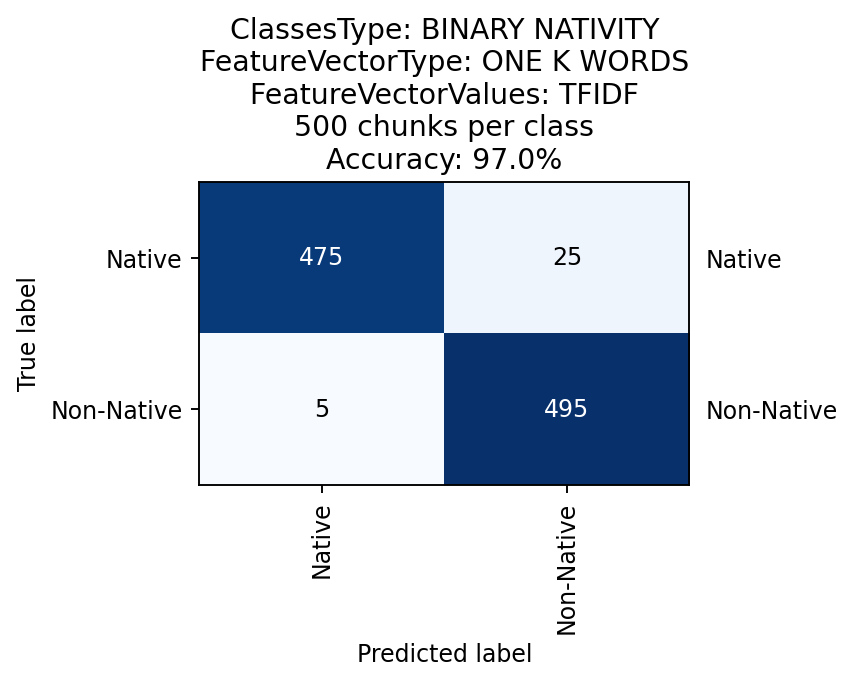 ClassesType: BINARY NATIVITY
FeatureVectorType: ONE K WORDS
FeatureVectorValues: TFIDF
500 chunks per class
Accuracy: 97.0%
Native 475 25 Native
True label
Non-Native 5 495 Non-Native
Native Non-Native
Predicted label